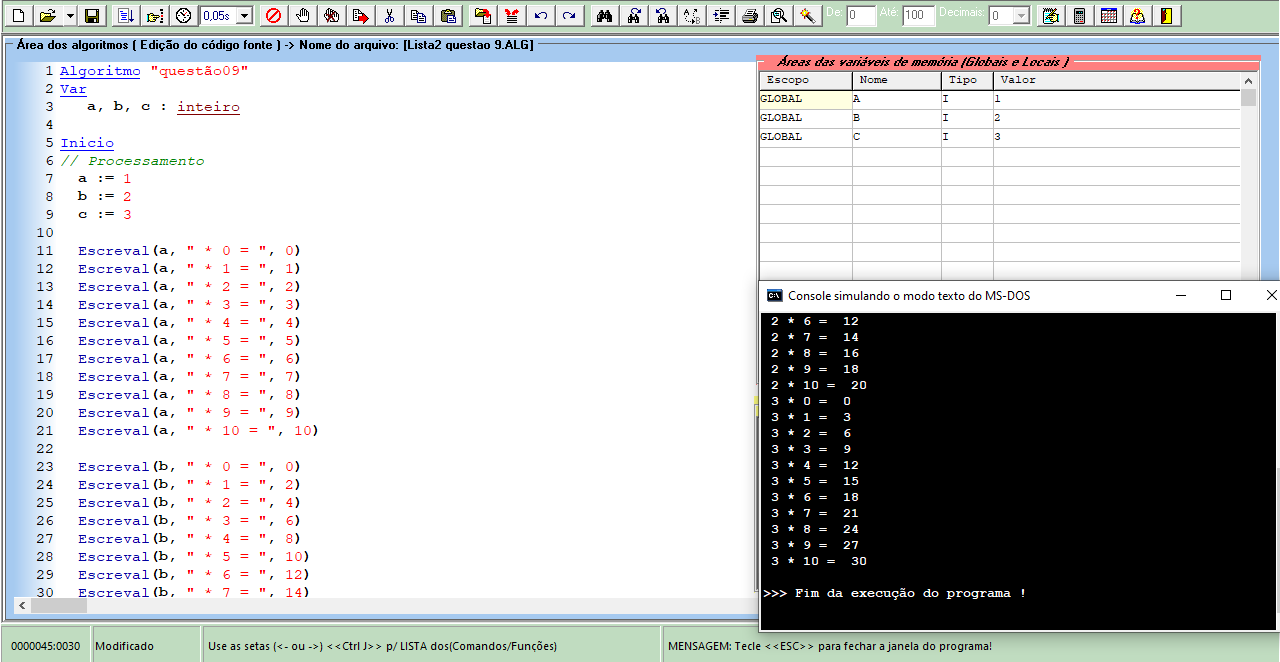 0,05s
De: 0 Até: 100 Decimais: 0
Área dos algoritmos ( Edição do código fonte ) -> Nome do arquivo: [Lista2 questao 9.ALG]
1 Algoritmo "questão09"
2 Var
3 a, b, c : inteiro
4
5 Inicio
6 // Processamento
7 a := 1
8 b := 2
9 c := 3
10
11 Escreval(a, " * 0 = ", 0)
12 Escreval(a, " * 1 = ", 1)
13 Escreval(a, " * 2 = ", 2)
14 Escreval(a, " * 3 = ", 3)
15 Escreval(a, " * 4 = ", 4)
16 Escreval(a, " * 5 = ", 5)
17 Escreval(a, " * 6 = ", 6)
18 Escreval(a, " * 7 = ", 7)
19 Escreval(a, " * 8 = ", 8)
20 Escreval(a, " * 9 = ", 9)
21 Escreval(a, " * 10 = ", 10)
22
23 Escreval(b, " * 0 = ", 0)
24 Escreval(b, " * 1 = ", 2)
25 Escreval(b, " * 2 = ", 4)
26 Escreval(b, " * 3 = ", 6)
27 Escreval(b, " * 4 = ", 8)
28 Escreval(b, " * 5 = ", 10)
29 Escreval(b, " * 6 = ", 12)
30 Escreval(b, " * 7 = ", 14)
Áreas das variáveis de memória (Globais e Locais )
Escopo Nome Tipo Valor
GLOBAL A I 1
GLOBAL B I 2
GLOBAL C I 3
Console simulando o modo texto do MS-DOS
2 * 6 = 12
2 * 7 = 14
2 * 8 = 16
2 * 9 = 18
2 * 10 = 20
3 * 0 = 0
3 * 1 = 3
3 * 2 = 6
3 * 3 = 9
3 * 4 = 12
3 * 5 = 15
3 * 6 = 18
3 * 7 = 21
3 * 8 = 24
3 * 9 = 27
3 * 10 = 30
>>> Fim da execução do programa !
0000045:0030 Modificado Use as setas (<- ou ->) <<Ctrl J>> p/ LISTA dos(Comandos/Funções) MENSAGEM: Tecle <<ESC>> para fechar a janela do programa!